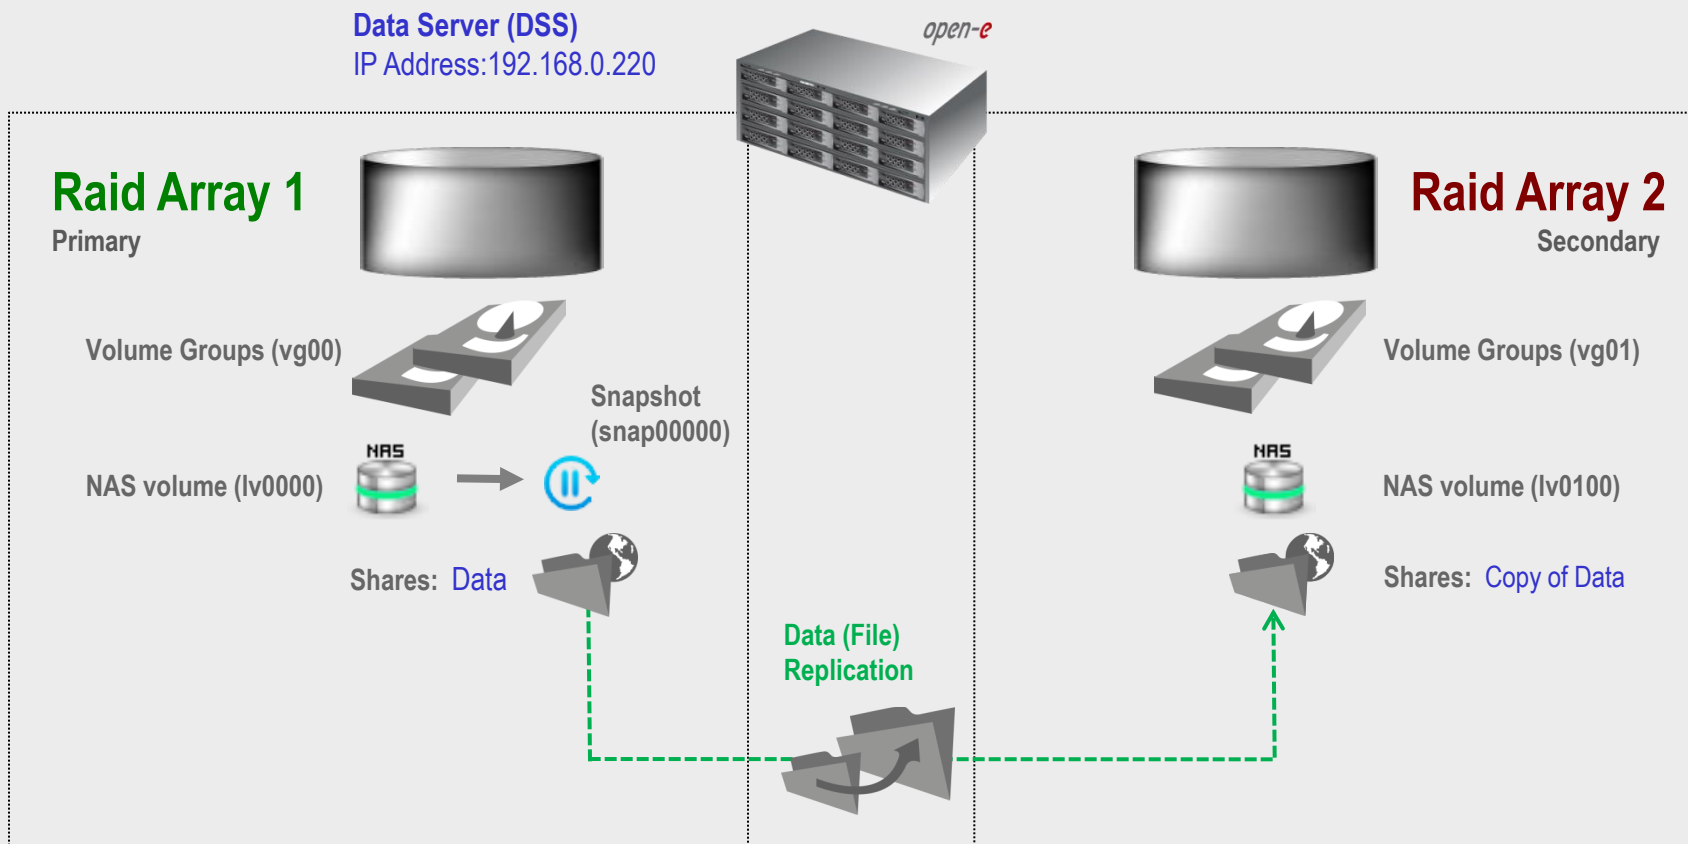 Data Server (DSS)
IP Address:192.168.0.220
open-e
Raid Array 1
Primary
Raid Array 2
Secondary
Volume Groups (vg00)
Volume Groups (vg01)
Snapshot
(snap00000)
NAS
NAS volume (lv0000)
NAS
NAS volume (lv0100)
Shares: Data
Shares: Copy of Data
Data (File)
Replication